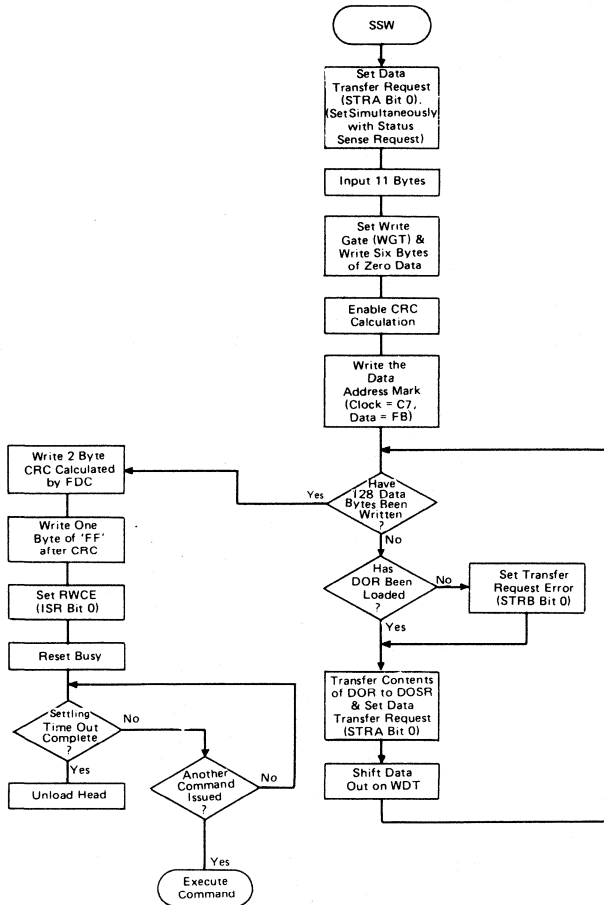 SSW
Set Data
Transfer Request
(STRA Bit 0).
(SetSimultaneously
with Status
Sense Request)
Input 11 Bytes
Set Write
Gate (WGT) &
Write Six Bytes
of Zero Data
Enable CRC
Calculation
Write the
Data
Address Mark
(Clock = C7,
Data = FB)
Have
128 Data
Bytes Been
Written
?
Yes
No
Has
DOR Been
Loaded
?
No
Yes
Set Transfer
Request Error
(STRB Bit 0)
Transfer Contents
of DOR to DOSR
& Set Data
Transfer Request
(STRA Bit 0)
Shift Data
Out on WDT
Write 2 Byte
CRC Calculated
by FDC
Write One
Byte of 'FF'
after CRC
Set RWCE
(ISR Bit 0)
Reset Busy
Settling
Time Out
Complete
?
No
Yes
Unload Head
Another
Command
Issued
?
No
Yes
Execute
Command